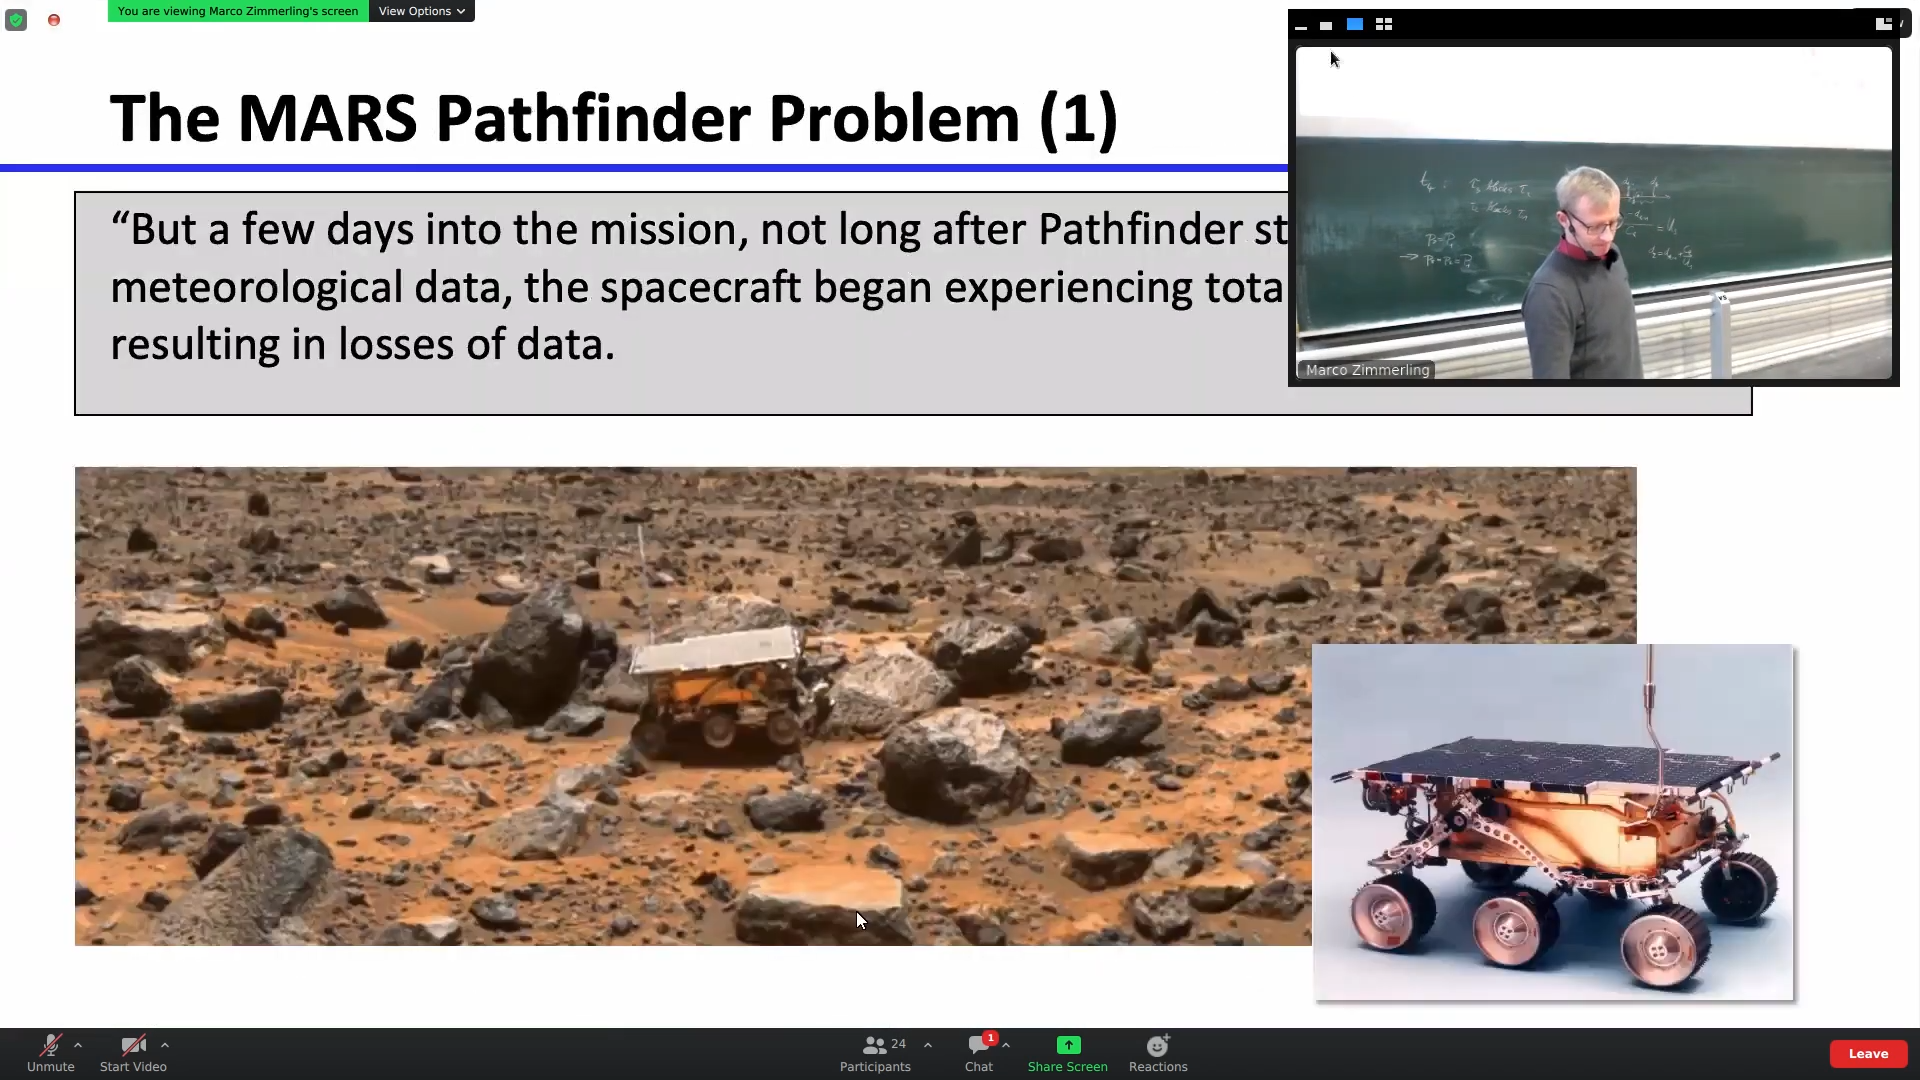 You are viewing Marco Zimmerling's screen View Options
The MARS Pathfinder Problem (1)
“But a few days into the mission, not long after Pathfinder st
meteorological data, the spacecraft began experiencing tota
resulting in losses of data.
Marco Zimmerling
Unmute
Start Video
24
Participants
1
Chat
Share Screen
Reactions
Leave